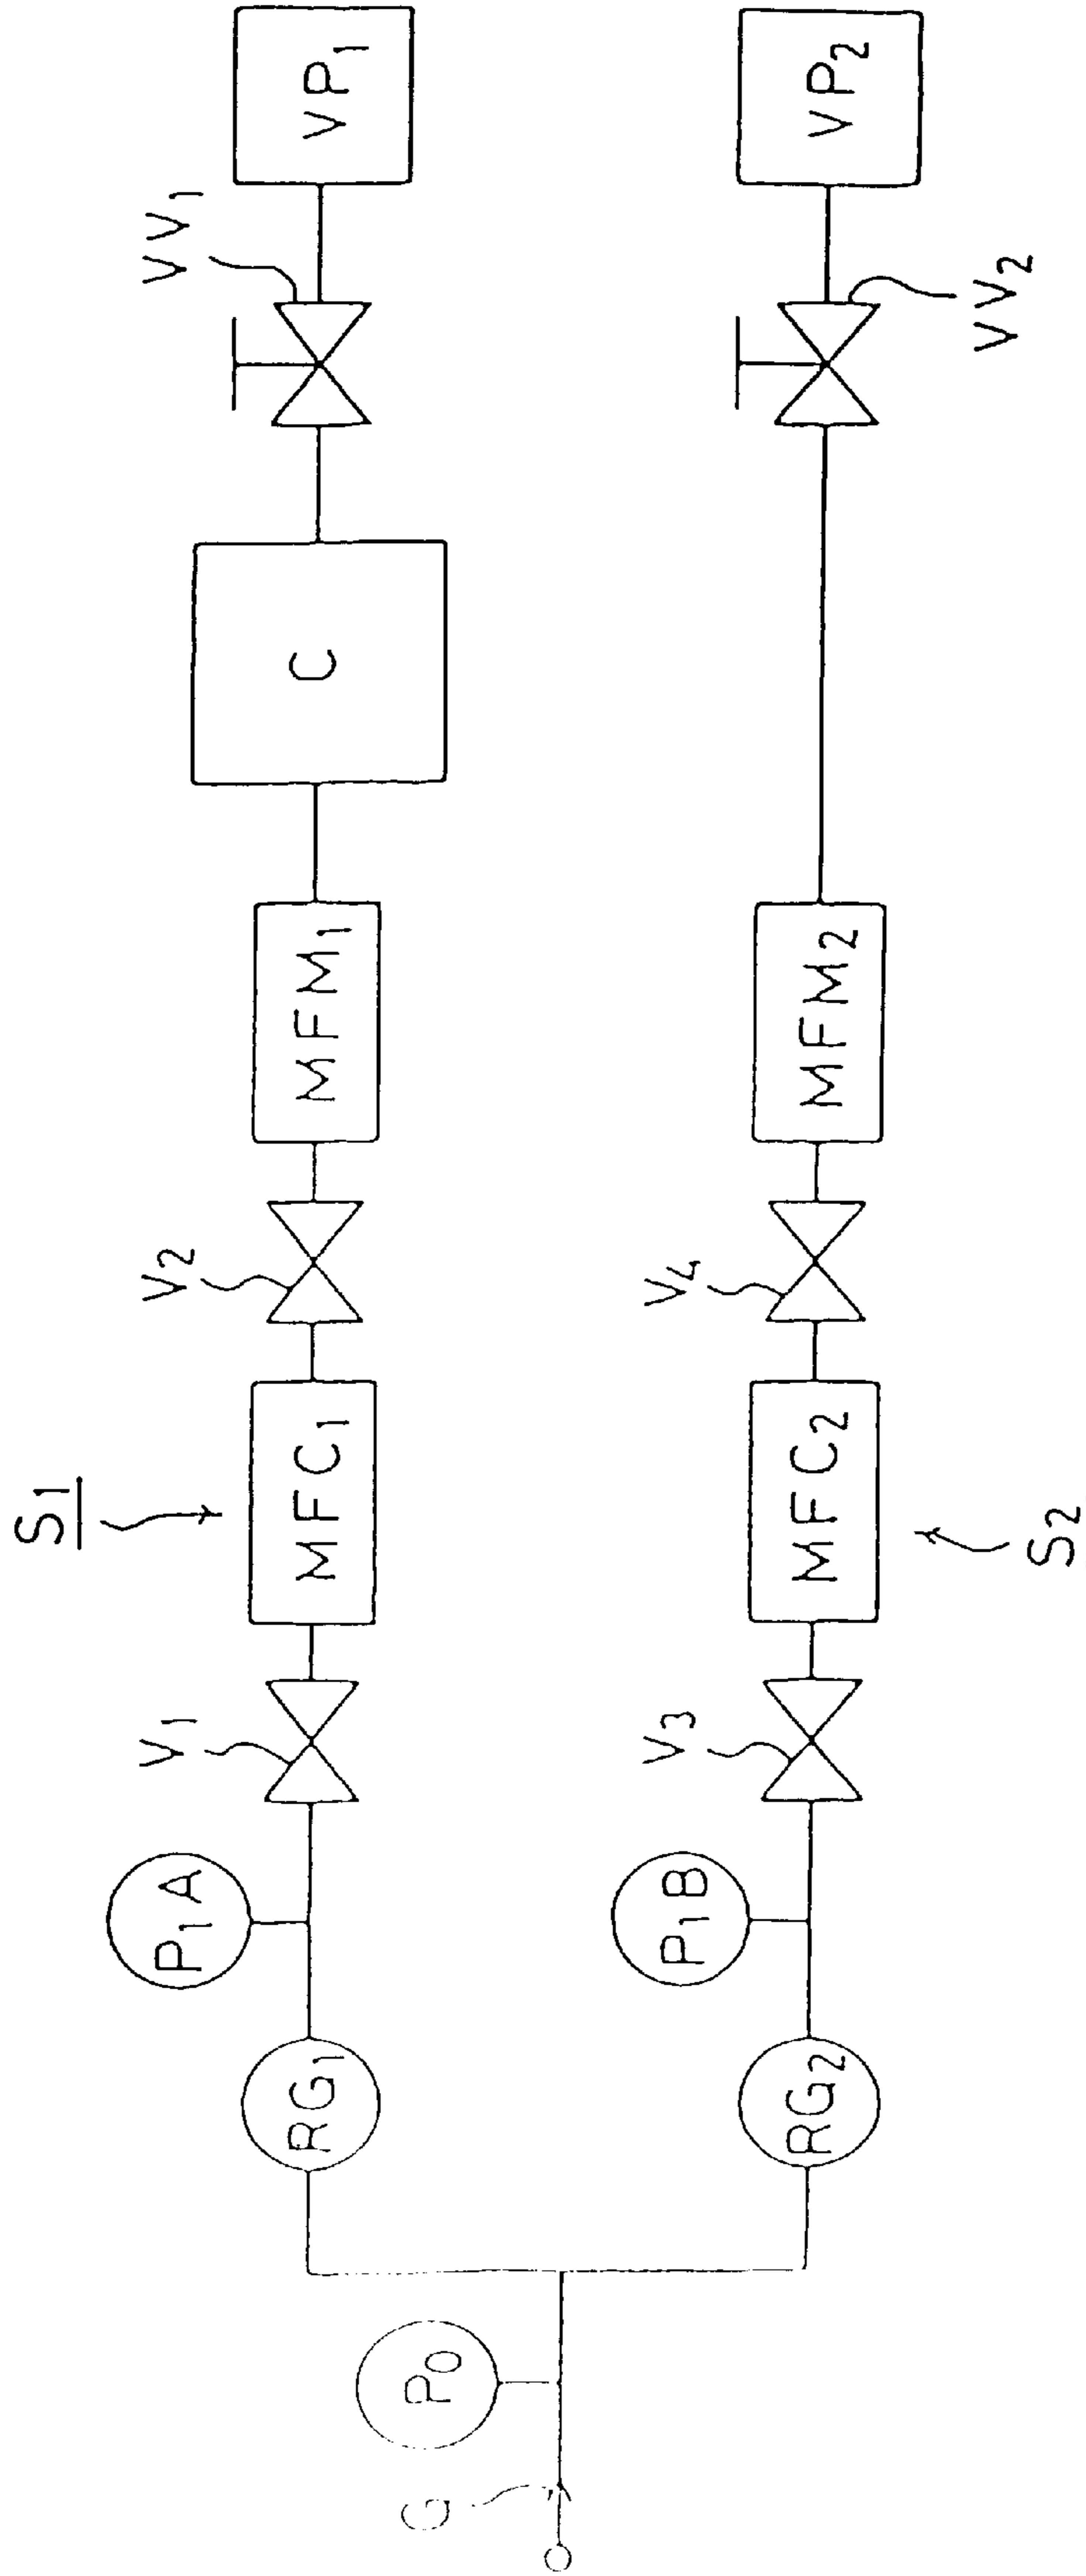 S₁
G
P₀
RG₁
P₁A
V₁
MFC₁
V₂
MFM₁
C
VV₁
VP₁
RG₂
P₁B
V₃
MFC₂
V₄
MFM₂
VV₂
VP₂
S₂